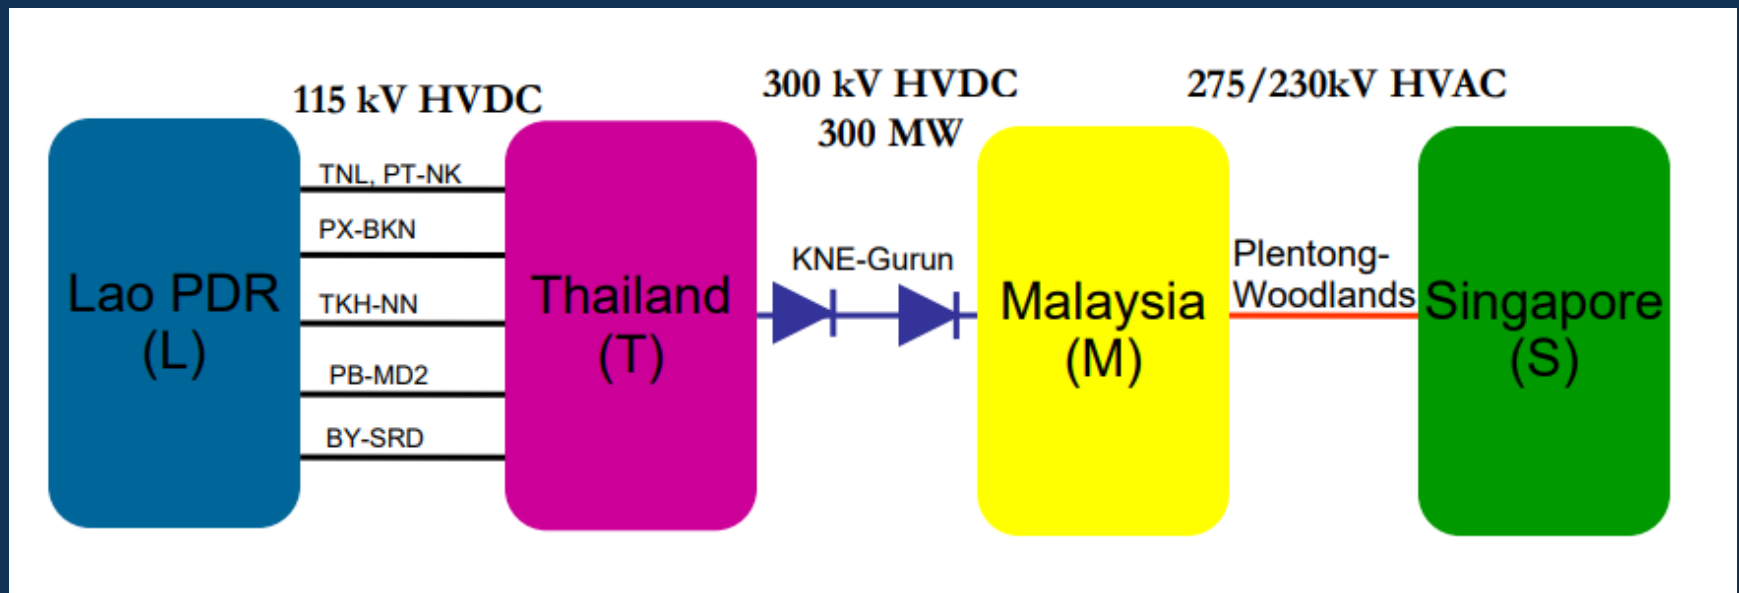 115 kV HVDC
300 kV HVDC
300 MW
275/230kV HVAC
Lao PDR
(L)
TNL, PT-NK
PX-BKN
TKH-NN
PB-MD2
BY-SRD
Thailand
(T)
KNE-Gurun
Malaysia
(M)
Plentong-
Woodlands
Singapore
(S)